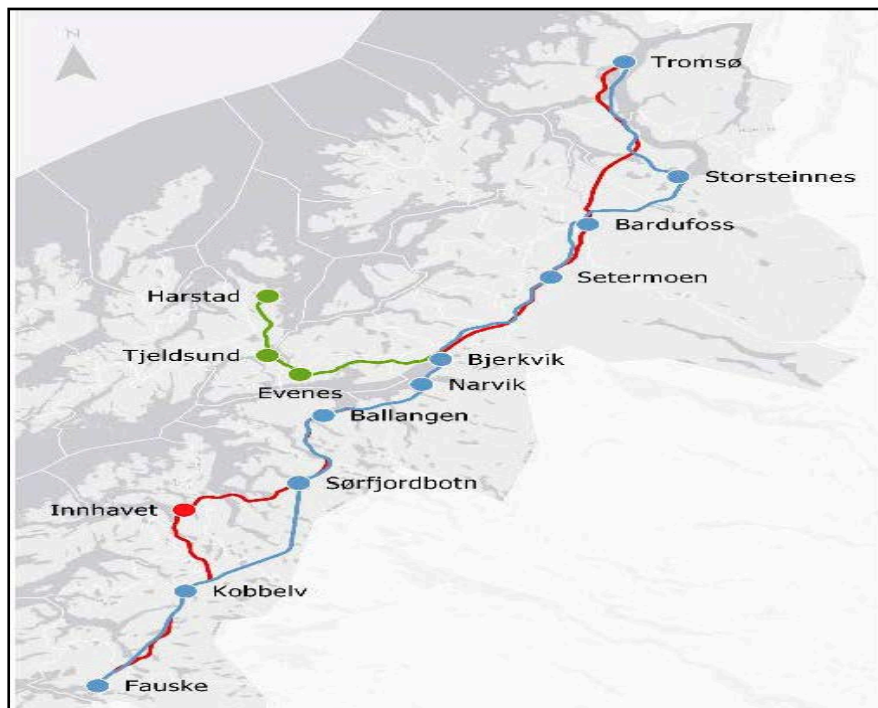 N
Tromsø
Storsteinnes
Bardufoss
Setermoen
Harstad
Tjeldsund
Bjerkvik
Evenes
Narvik
Ballangen
Sørfjordbotn
Innhavet
Kobbelv
Fauske